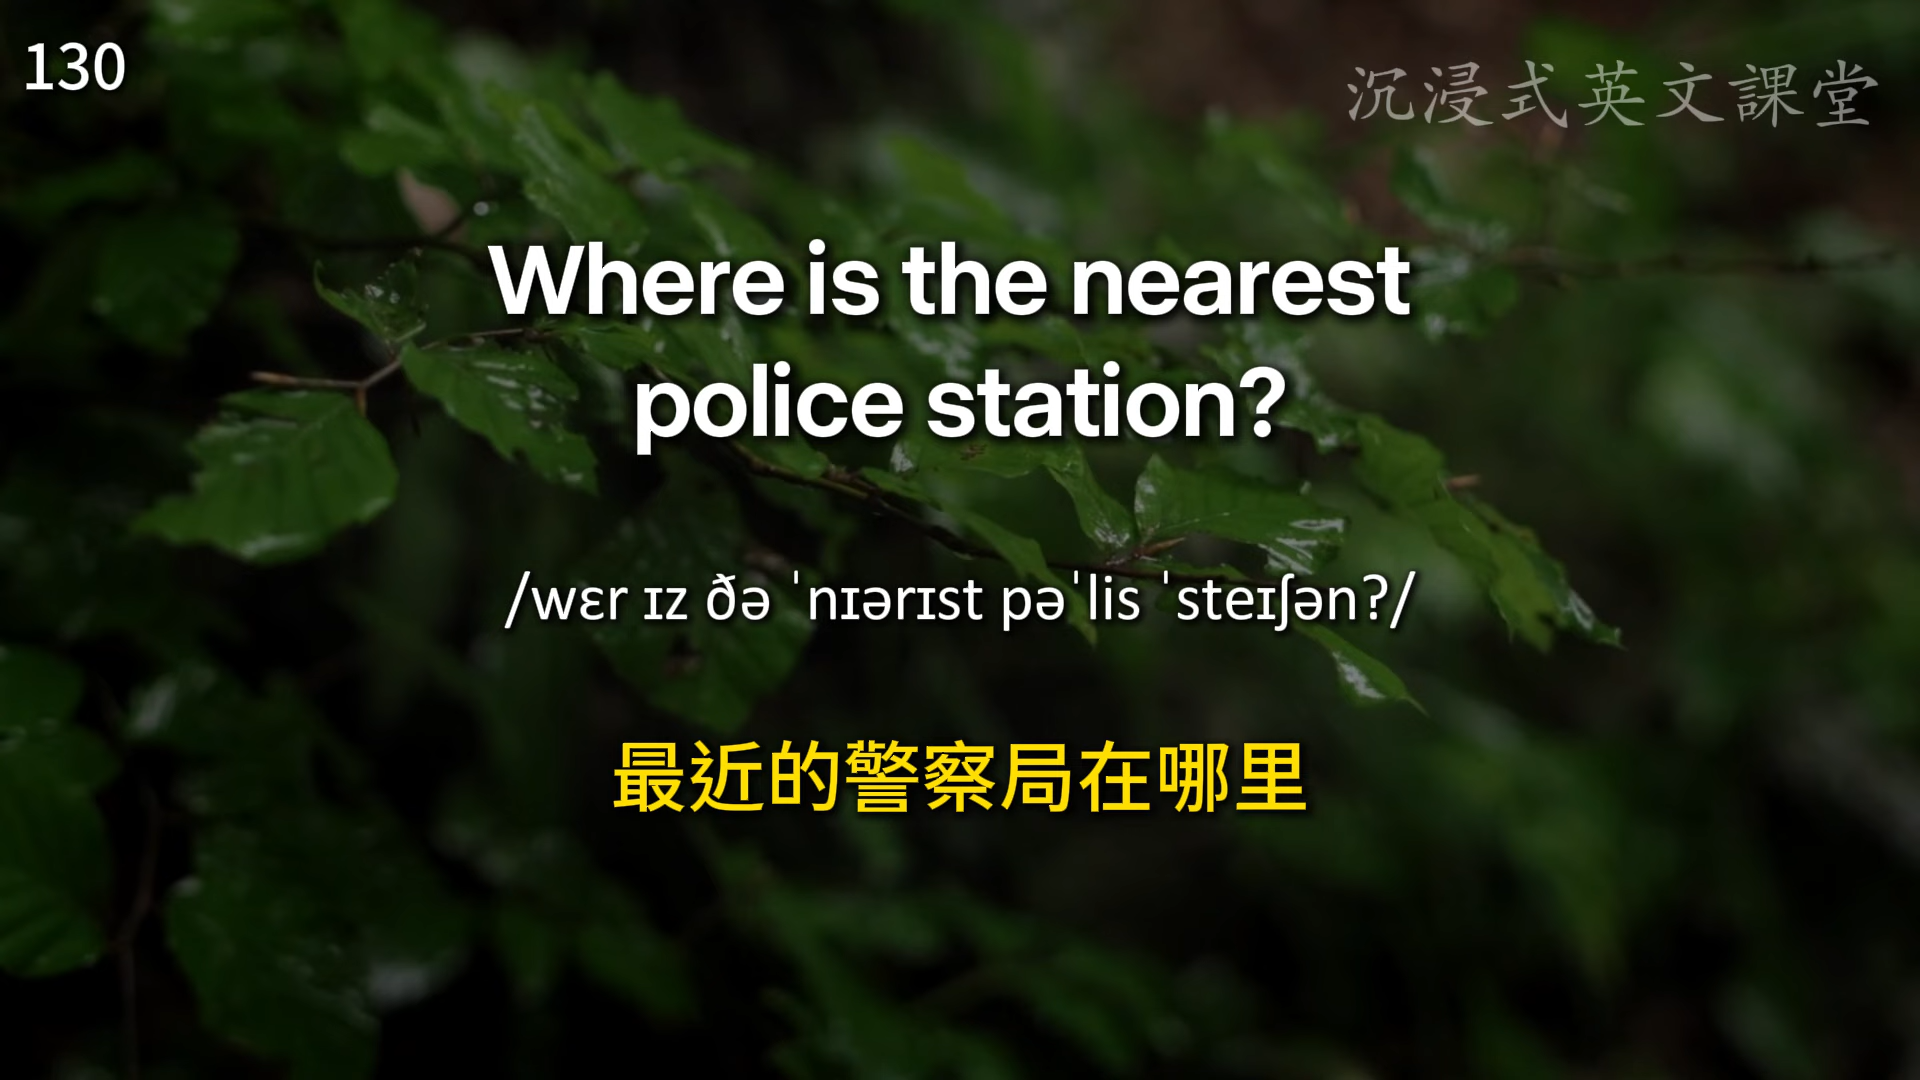 130
沉浸式英文課堂
Where is the nearest
police station?
/wɛr ɪz ðə ˈnɪərɪst pəˈlis ˈsteɪʃən?/
最近的警察局在哪里